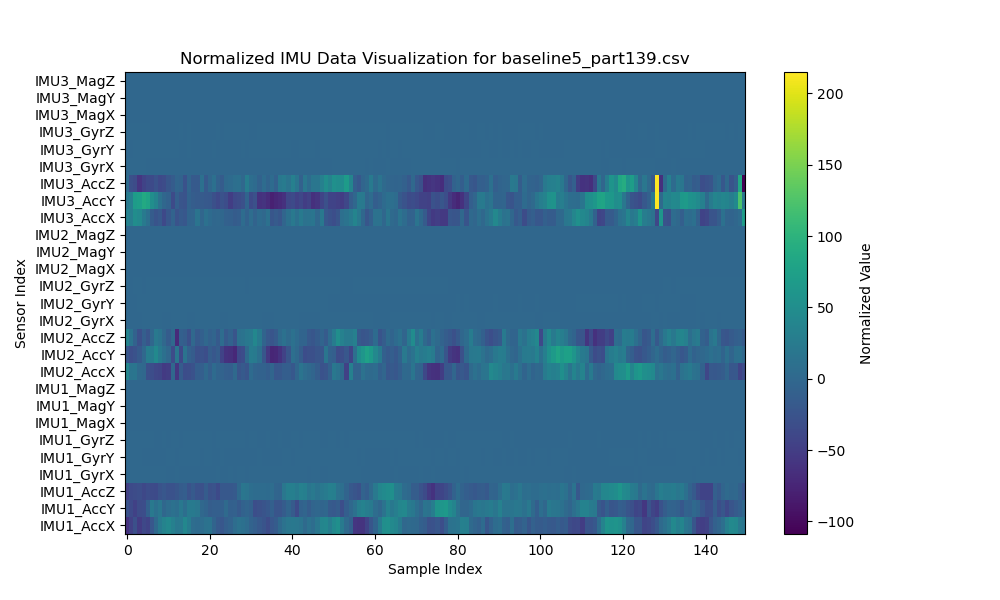 Normalized IMU Data Visualization for baseline5_part139.csv
IMU3_MagZ
IMU3_MagY
IMU3_MagX
IMU3_GyrZ
IMU3_GyrY
IMU3_GyrX
IMU3_AccZ
IMU3_AccY
IMU3_AccX
IMU2_MagZ
IMU2_MagY
IMU2_MagX
IMU2_GyrZ
IMU2_GyrY
IMU2_GyrX
IMU2_AccZ
IMU2_AccY
IMU2_AccX
IMU1_MagZ
IMU1_MagY
IMU1_MagX
IMU1_GyrZ
IMU1_GyrY
IMU1_GyrX
IMU1_AccZ
IMU1_AccY
IMU1_AccX
Sensor Index
0 20 40 60 80 100 120 140
Sample Index
200
150
100
50
0
−50
−100
Normalized Value